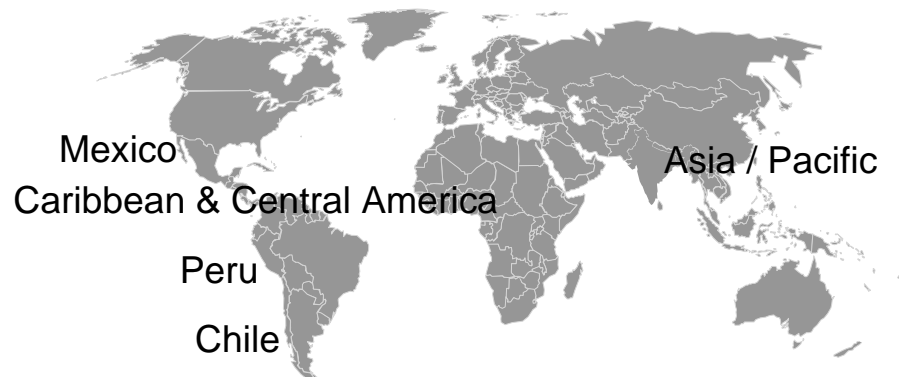 Mexico
Asia / Pacific
Caribbean & Central America
Peru
Chile